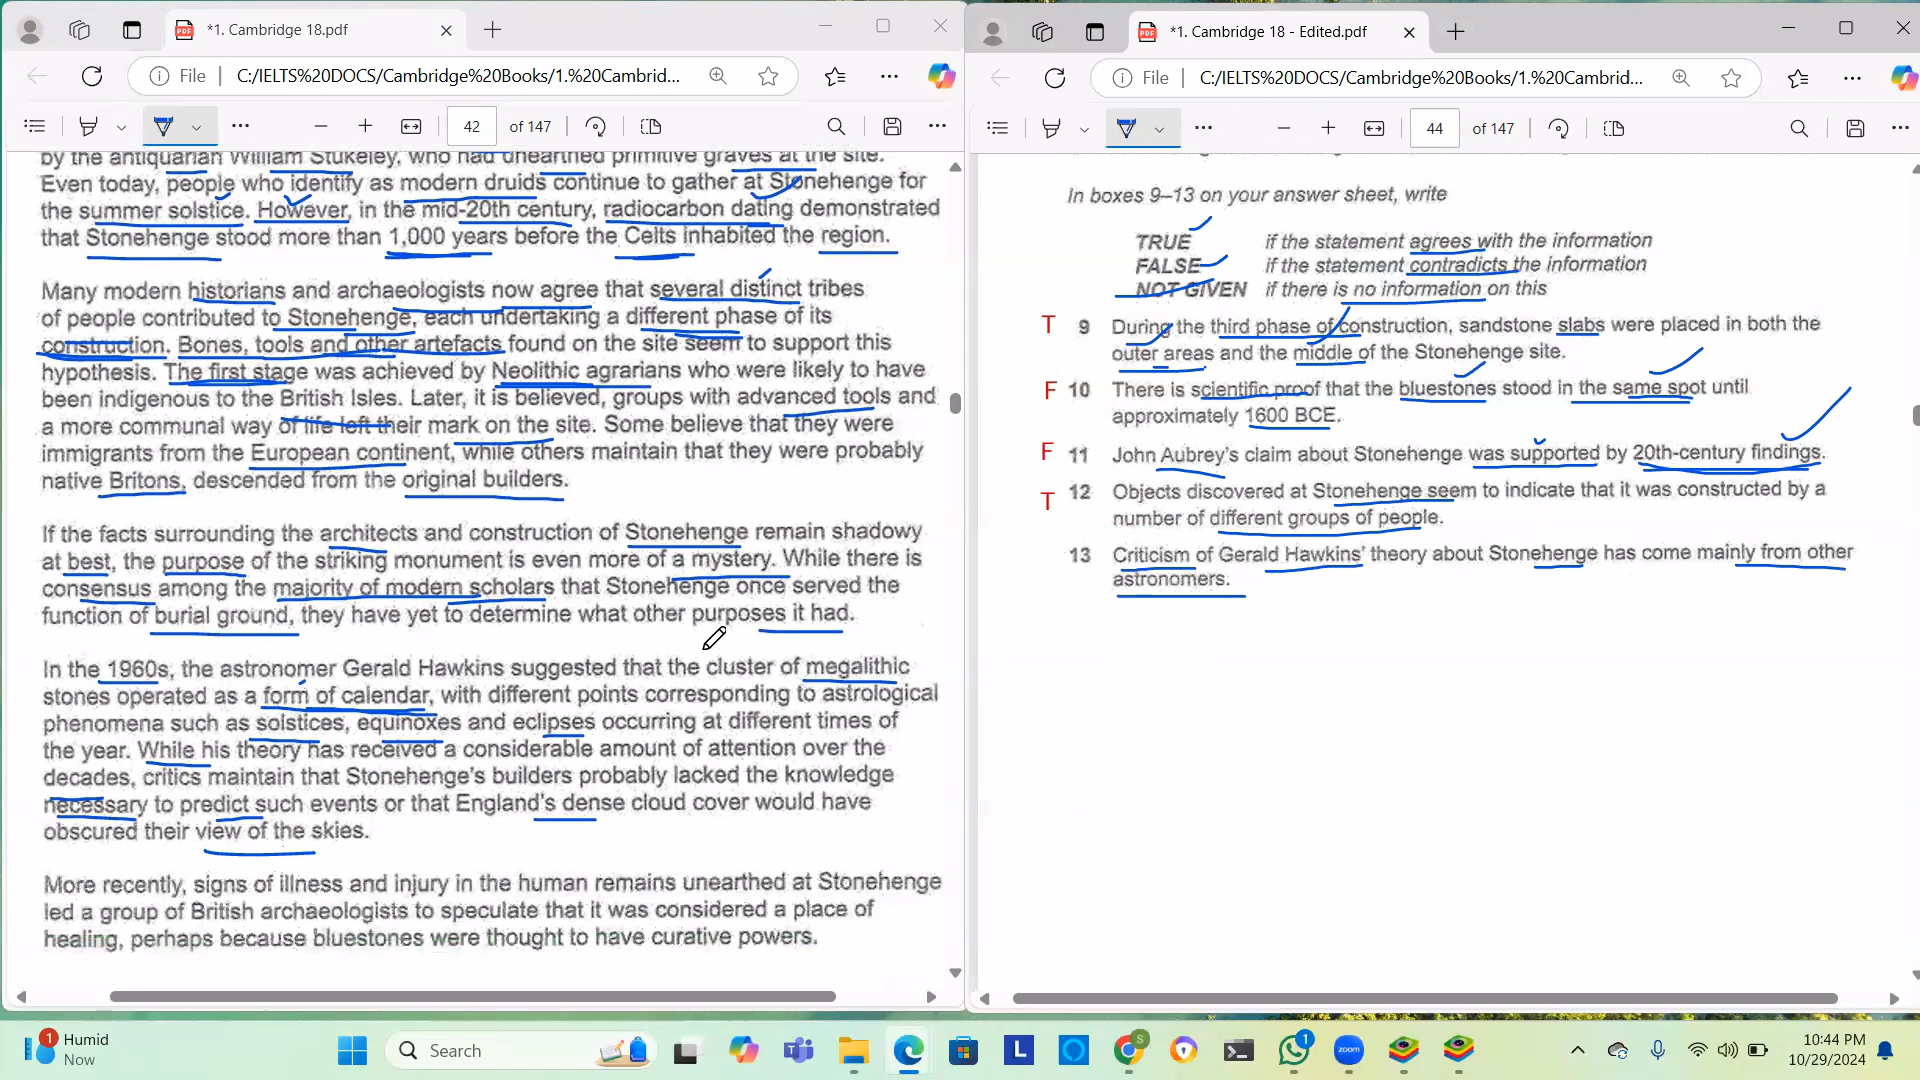 *1. Cambridge 18.pdf
File C:/IELTS%20DOCS/Cambridge%20Books/1.%20Cambrid...
42 of 147
by the antiquarian William Stukeley, who had unearthed primitive graves at the site.
Even today, people who identify as modern druids continue to gather at Stonehenge for
the summer solstice. However, in the mid-20th century, radiocarbon dating demonstrated
that Stonehenge stood more than 1,000 years before the Celts inhabited the region.
Many modern historians and archaeologists now agree that several distinct tribes
of people contributed to Stonehenge, each undertaking a different phase of its
construction. Bones, tools and other artefacts found on the site seem to support this
hypothesis. The first stage was achieved by Neolithic agrarians who were likely to have
been indigenous to the British Isles. Later, it is believed, groups with advanced tools and
a more communal way of life left their mark on the site. Some believe that they were
immigrants from the European continent, while others maintain that they were probably
native Britons, descended from the original builders.
If the facts surrounding the architects and construction of Stonehenge remain shadowy
at best, the purpose of the striking monument is even more of a mystery. While there is
consensus among the majority of modern scholars that Stonehenge once served the
function of burial ground, they have yet to determine what other purposes it had.
In the 1960s, the astronomer Gerald Hawkins suggested that the cluster of megalithic
stones operated as a form of calendar, with different points corresponding to astrological
phenomena such as solstices, equinoxes and eclipses occurring at different times of
the year. While his theory has received a considerable amount of attention over the
decades, critics maintain that Stonehenge's builders probably lacked the knowledge
necessary to predict such events or that England's dense cloud cover would have
obscured their view of the skies.
More recently, signs of illness and injury in the human remains unearthed at Stonehenge
led a group of British archaeologists to speculate that it was considered a place of
healing, perhaps because bluestones were thought to have curative powers.
*1. Cambridge 18 - Edited.pdf
File C:/IELTS%20DOCS/Cambridge%20Books/1.%20Cambrid...
44 of 147
In boxes 9–13 on your answer sheet, write
TRUE if the statement agrees with the information
FALSE if the statement contradicts the information
NOT GIVEN if there is no information on this
T 9 During the third phase of construction, sandstone slabs were placed in both the
outer areas and the middle of the Stonehenge site.
F 10 There is scientific proof that the bluestones stood in the same spot until
approximately 1600 BCE.
F 11 John Aubrey's claim about Stonehenge was supported by 20th-century findings.
T 12 Objects discovered at Stonehenge seem to indicate that it was constructed by a
number of different groups of people.
13 Criticism of Gerald Hawkins' theory about Stonehenge has come mainly from other
astronomers.
1 Humid
Now
Search
L
S
1
zoom
10:44 PM
10/29/2024